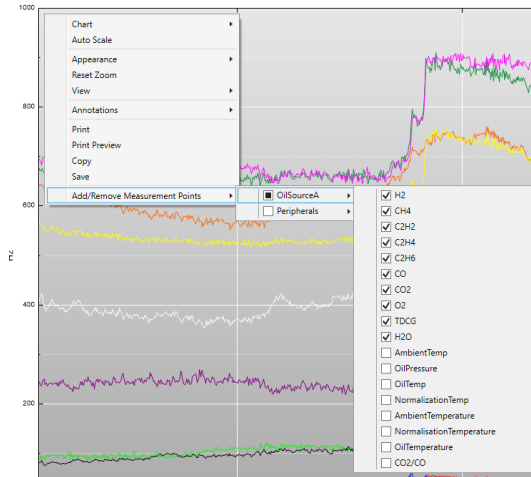 1000
800
600
400
200
H2
Chart
Auto Scale
Appearance
Reset Zoom
View
Annotations
Print
Print Preview
Copy
Save
Add/Remove Measurement Points
OilSourceA
Peripherals
H2
CH4
C2H2
C2H4
C2H6
CO
CO2
O2
TDCG
H2O
AmbientTemp
OilPressure
OilTemp
NormalizationTemp
AmbientTemperature
NormalisationTemperature
OilTemperature
CO2/CO